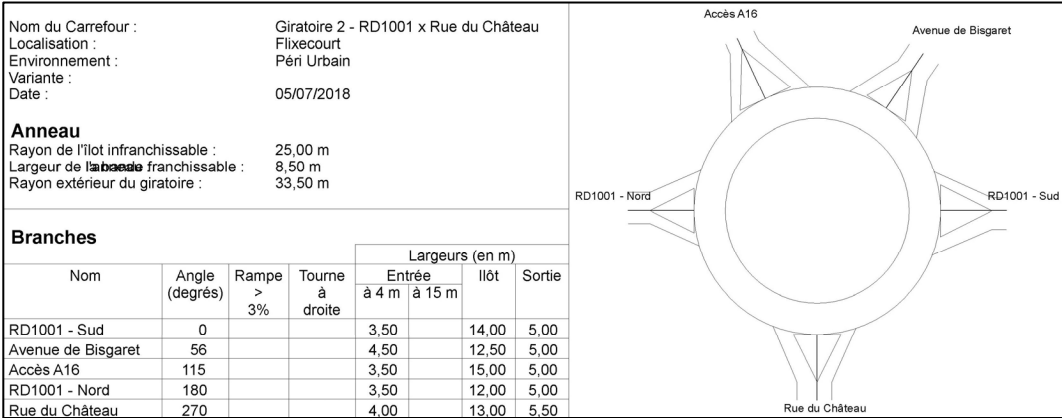 Nom du Carrefour : Giratoire 2 - RD1001 x Rue du Château
Localisation : Flixecourt
Environnement : Péri Urbain
Variante :
Date : 05/07/2018
Anneau
Rayon de l'îlot infranchissable : 25,00 m
Largeur de franchissable : 8,50 m
Rayon extérieur du giratoire : 33,50 m
Branches
Largeurs (en m)
Nom Angle Rampe Tourne Entrée Ilôt Sortie
(degrés) > à à 4 m à 15 m
3% droite
RD1001 - Sud 0 3,50 14,00 5,00
Avenue de Bisgaret 56 4,50 12,50 5,00
Accès A16 115 3,50 15,00 5,00
RD1001 - Nord 180 3,50 12,00 5,00
Rue du Château 270 4,00 13,00 5,50
Accès A16
Avenue de Bisgaret
RD1001 - Nord
RD1001 - Sud
Rue du Château